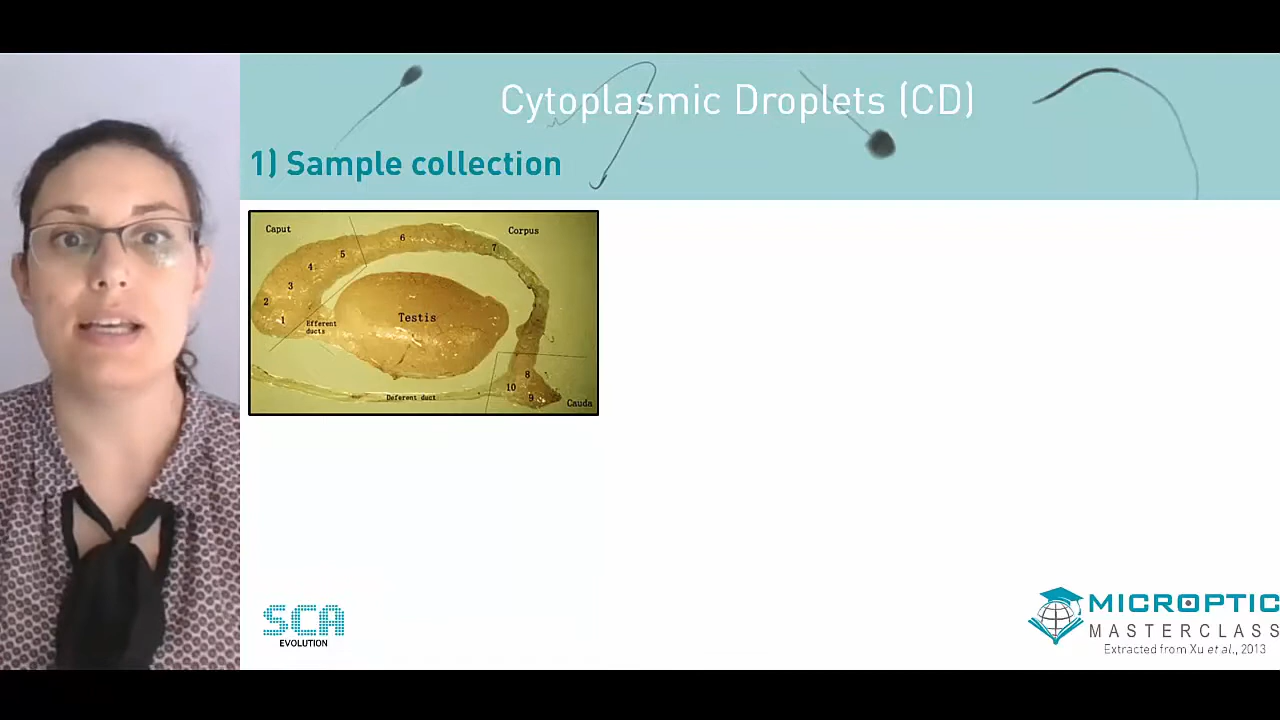 Cytoplasmic Droplets (CD)
1) Sample collection
Caput
Corpus
6
7
5
4
3
2
1
Efferent
ducts
Testis
8
10
9
Cauda
Deferent duct
SCA
EVOLUTION
MICROPTIC
MASTERCLASS
Extracted from Xu et al., 2013